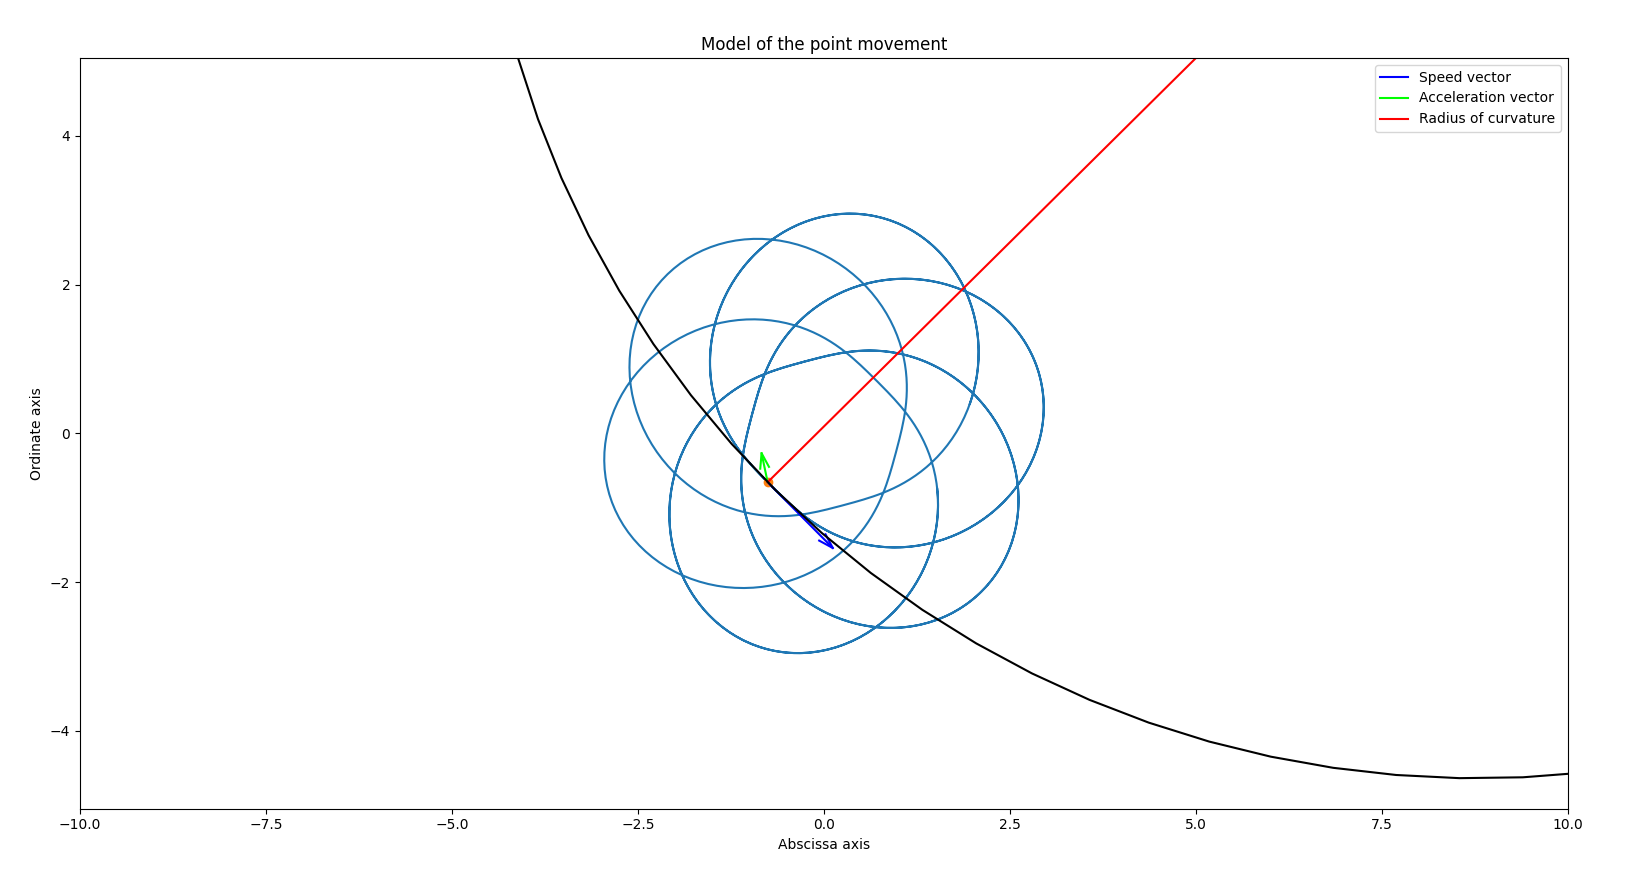 Model of the point movement
Speed vector
Acceleration vector
Radius of curvature
4
2
0
−2
−4
Ordinate axis
−10.0 −7.5 −5.0 −2.5 0.0 2.5 5.0 7.5 10.0
Abscissa axis